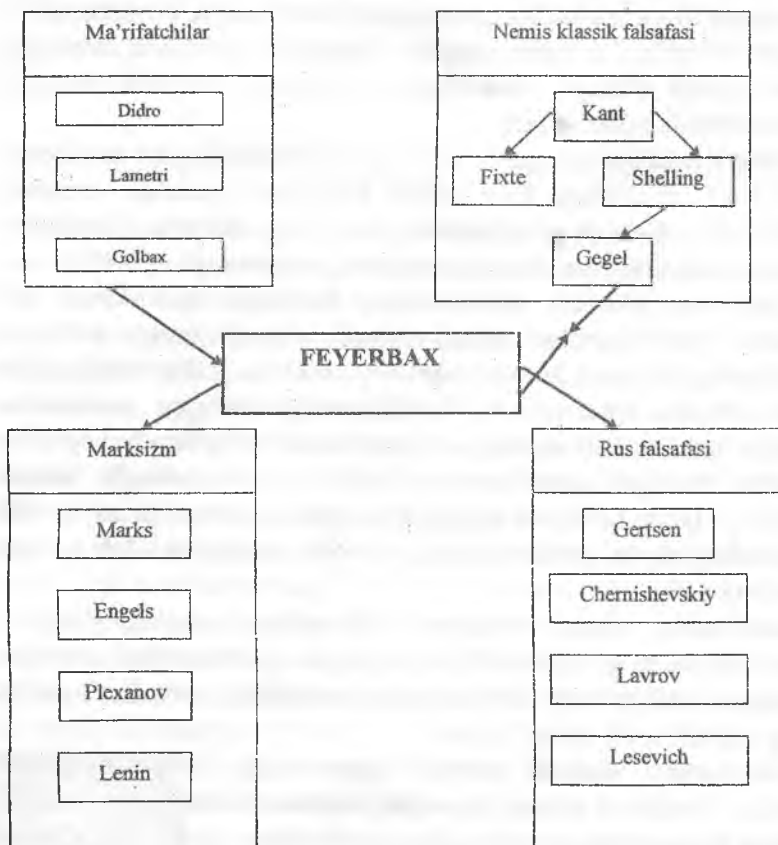 Ma'rifatchilar
Didro
Lametri
Golbax
Nemis klassik falsafasi
Kant
Fixte
Shelling
Gegel
FEYERBAX
Marksizm
Marks
Engels
Plexanov
Lenin
Rus falsafasi
Gertsen
Chernishevskiy
Lavrov
Lesevich